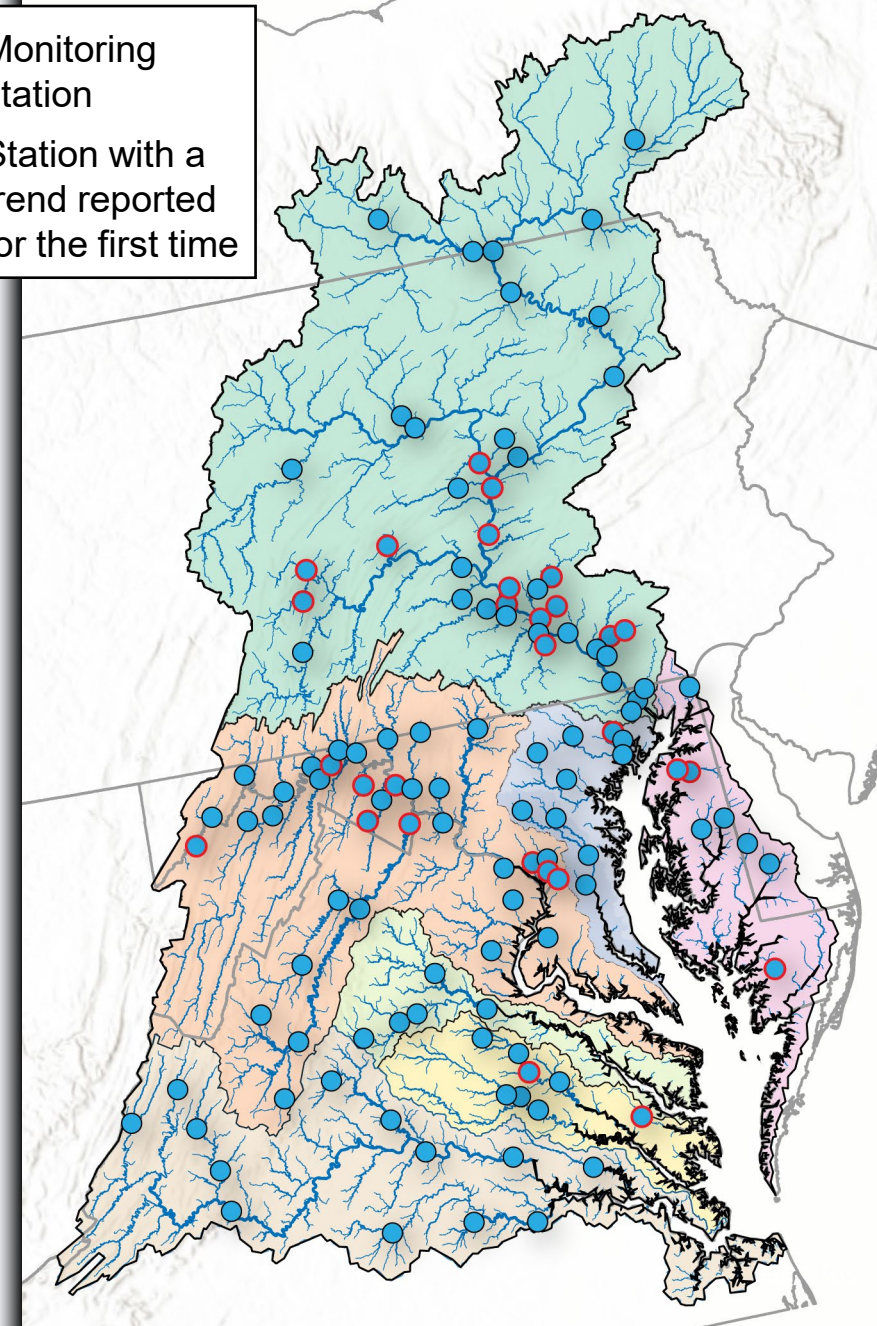 Monitoring
tation
Station with a
rend reported
or the first time